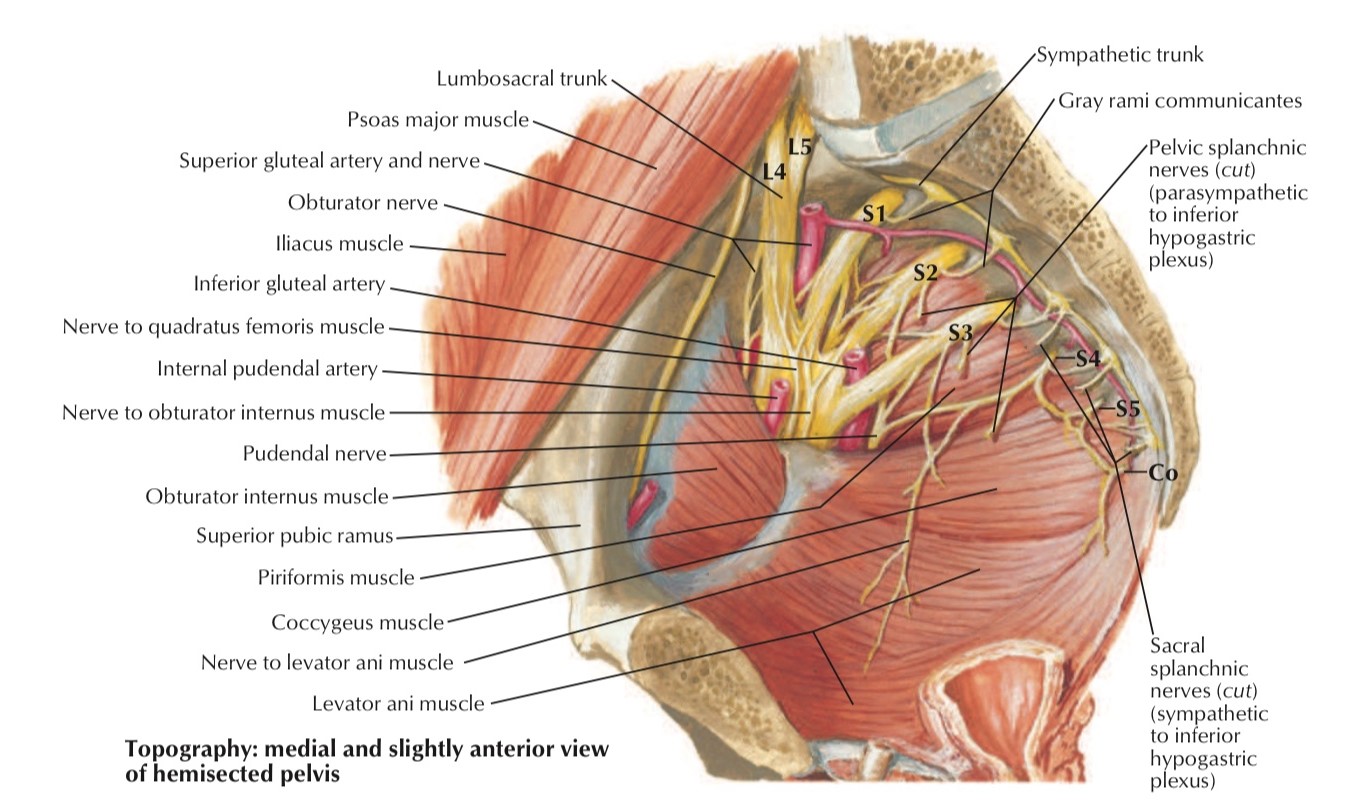 Lumbosacral trunk
Psoas major muscle
Superior gluteal artery and nerve
Obturator nerve
Iliacus muscle
Inferior gluteal artery
Nerve to quadratus femoris muscle
Internal pudendal artery
Nerve to obturator internus muscle
Pudendal nerve
Obturator internus muscle
Superior pubic ramus
Piriformis muscle
Coccygeus muscle
Nerve to levator ani muscle
Levator ani muscle
Topography: medial and slightly anterior view
of hemisected pelvis
L5
L4
S1
S2
S3
S4
S5
Co
Sympathetic trunk
Gray rami communicantes
Pelvic splanchnic
nerves (cut)
(parasympathetic
to inferior
hypogastric
plexus)
Sacral
splanchnic
nerves (cut)
(sympathetic
to inferior
hypogastric
plexus)